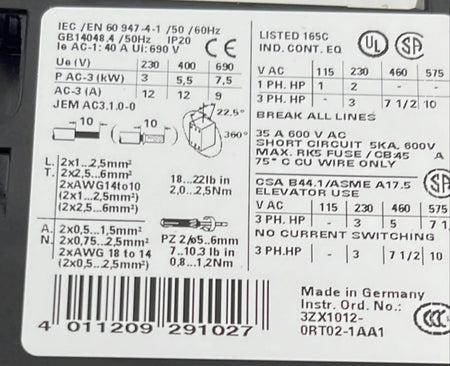 IEC /EN 60 947-4-1 /50 /60Hz
GB14048.4 /50Hz IP20
Ie AC-1: 40 A Ui: 690 V
CE
Ue (V) 230 400 690
P AC-3 (kW) 3 5,5 7,5
AC-3 (A) 12 12 9
JEM AC3.1.0-0
10
10
22,5°
360°
L. 2x1...2,5mm²
T. 2x2,5...6mm²
2xAWG14to10
(2x1...2,5mm²)
(2x2,5...6mm²)
18...22lb in
2,0...2,5Nm
A. 2x0,5...1,5mm²
N. 2x0,75...2,5mm²
2xAWG 18 to 14
(2x0,5...2,5mm²)
PZ 2/ø5..6mm
7...10.3 lb in
0,8...1,2Nm
4 011209 291027
LISTED 165C
IND. CONT. EQ
UL
SA
V AC 115 230 460 575
1 PH. HP 1 2 -
3 PH. HP - 3 7 1/2 10
BREAK ALL LINES
35 A 600 V AC
SHORT CIRCUIT 5KA, 600V
MAX. RK5 FUSE / CB:45 A
75° C CU WIRE ONLY
CSA B44.1/ASME A17.5
ELEVATOR USE
SA
V AC 115 230 460 575
3 PH. HP - 3 5 7 1/
NO CURRENT SWITCHING
3 PH.HP - 3 7 1/2 10
Made in Germany
Instr. Ord. No.:
3ZX1012-
0RT02-1AA1
CCC